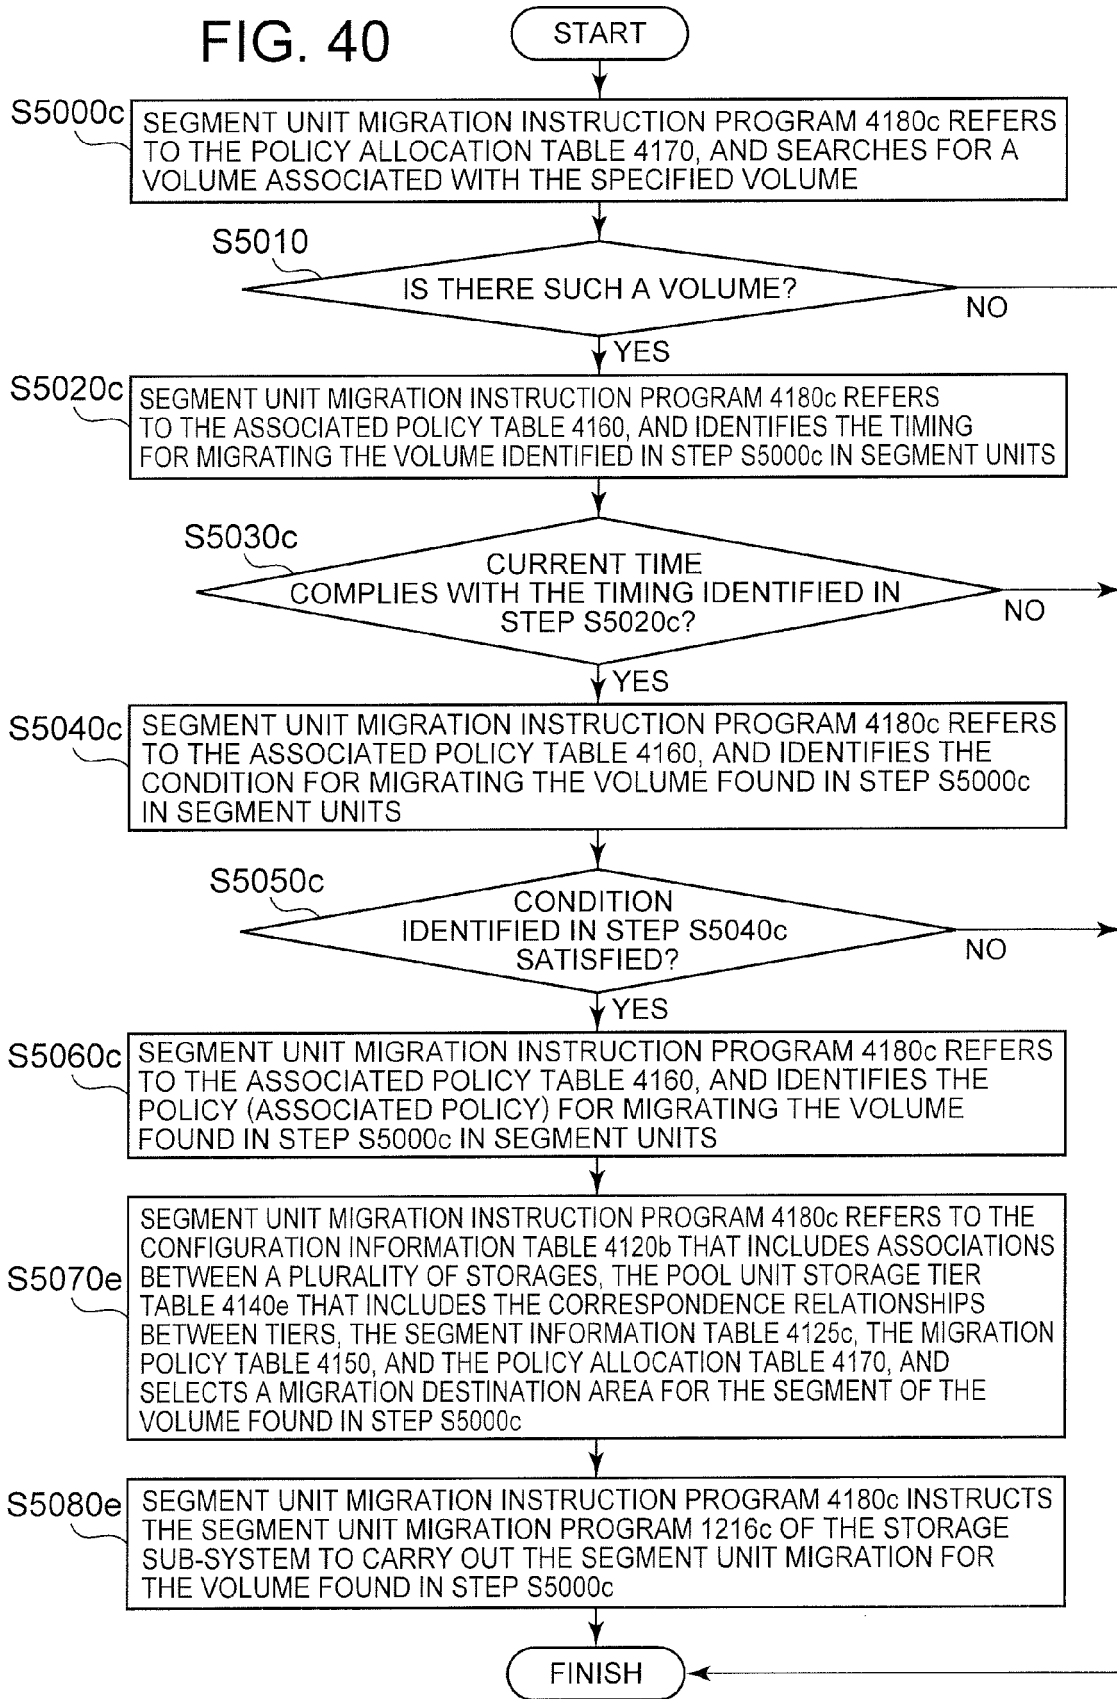 FIG. 40
START
S5000c
SEGMENT UNIT MIGRATION INSTRUCTION PROGRAM 4180c REFERS
TO THE POLICY ALLOCATION TABLE 4170, AND SEARCHES FOR A
VOLUME ASSOCIATED WITH THE SPECIFIED VOLUME
S5010
IS THERE SUCH A VOLUME?
NO
YES
S5020c
SEGMENT UNIT MIGRATION INSTRUCTION PROGRAM 4180c REFERS
TO THE ASSOCIATED POLICY TABLE 4160, AND IDENTIFIES THE TIMING
FOR MIGRATING THE VOLUME IDENTIFIED IN STEP S5000c IN SEGMENT UNITS
S5030c
CURRENT TIME
COMPLIES WITH THE TIMING IDENTIFIED IN
STEP S5020c?
NO
YES
S5040c
SEGMENT UNIT MIGRATION INSTRUCTION PROGRAM 4180c REFERS
TO THE ASSOCIATED POLICY TABLE 4160, AND IDENTIFIES THE
CONDITION FOR MIGRATING THE VOLUME FOUND IN STEP S5000c
IN SEGMENT UNITS
S5050c
CONDITION
IDENTIFIED IN STEP S5040c
SATISFIED?
NO
YES
S5060c
SEGMENT UNIT MIGRATION INSTRUCTION PROGRAM 4180c REFERS
TO THE ASSOCIATED POLICY TABLE 4160, AND IDENTIFIES THE
POLICY (ASSOCIATED POLICY) FOR MIGRATING THE VOLUME
FOUND IN STEP S5000c IN SEGMENT UNITS
S5070e
SEGMENT UNIT MIGRATION INSTRUCTION PROGRAM 4180c REFERS TO THE
CONFIGURATION INFORMATION TABLE 4120b THAT INCLUDES ASSOCIATIONS
BETWEEN A PLURALITY OF STORAGES, THE POOL UNIT STORAGE TIER
TABLE 4140e THAT INCLUDES THE CORRESPONDENCE RELATIONSHIPS
BETWEEN TIERS, THE SEGMENT INFORMATION TABLE 4125c, THE MIGRATION
POLICY TABLE 4150, AND THE POLICY ALLOCATION TABLE 4170, AND
SELECTS A MIGRATION DESTINATION AREA FOR THE SEGMENT OF THE
VOLUME FOUND IN STEP S5000c
S5080e
SEGMENT UNIT MIGRATION INSTRUCTION PROGRAM 4180c INSTRUCTS
THE SEGMENT UNIT MIGRATION PROGRAM 1216c OF THE STORAGE
SUB-SYSTEM TO CARRY OUT THE SEGMENT UNIT MIGRATION FOR
THE VOLUME FOUND IN STEP S5000c
FINISH